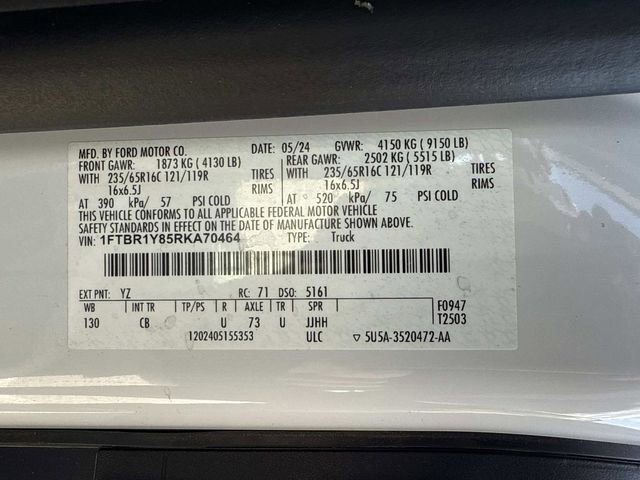 MFD. BY FORD MOTOR CO. DATE: 05/24 GVWR: 4150 KG ( 9150 LB)
FRONT GAWR: 1873 KG ( 4130 LB) REAR GAWR: 2502 KG ( 5515 LB)
WITH 235/65R16C 121/119R TIRES WITH 235/65R16C 121/119R TIRES
16x6.5J RIMS 16x6.5J RIMS
AT 390 kPa/ 57 PSI COLD AT 520 kPa/ 75 PSI COLD
THIS VEHICLE CONFORMS TO ALL APPLICABLE FEDERAL MOTOR VEHICLE
SAFETY STANDARDS IN EFFECT ON THE DATE OF MANUFACTURE SHOWN ABOVE.
VIN: 1FTBR1Y85RKA70464 TYPE: Truck
EXT PNT: YZ RC: 71 DSO: 5161
WB INT TR TP/PS R AXLE TR SPR F0947
130 CB U 73 U JJHH T2503
1202405155353 ULC ▽ 5U5A-3520472-AA